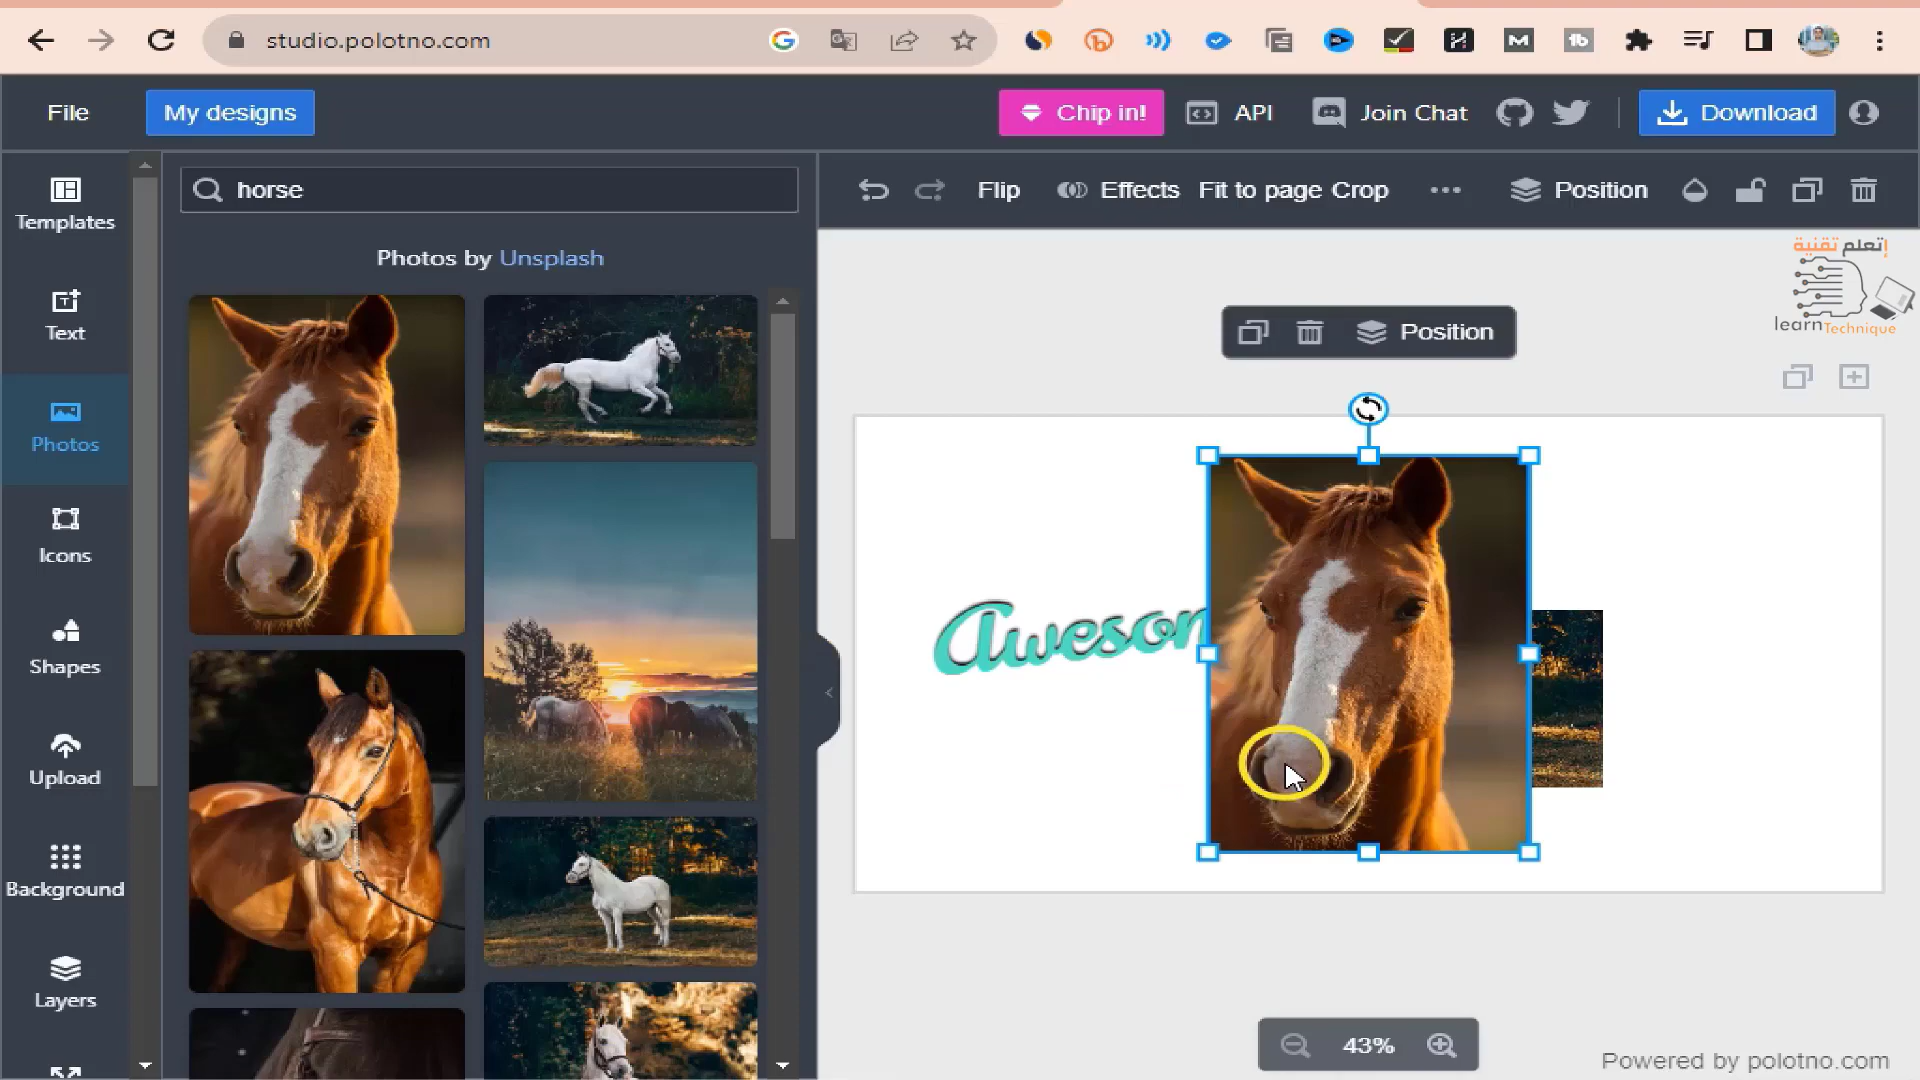 studio.polotno.com
File
My designs
Chip in!
API
Join Chat
Download
Templates
Text
Photos
Icons
Shapes
Upload
Background
Layers
horse
Photos by Unsplash
Flip
Effects
Fit to page
Crop
Position
إتعلم تقنية
learn Technique
Position
Awesom
43%
Powered by polotno.com